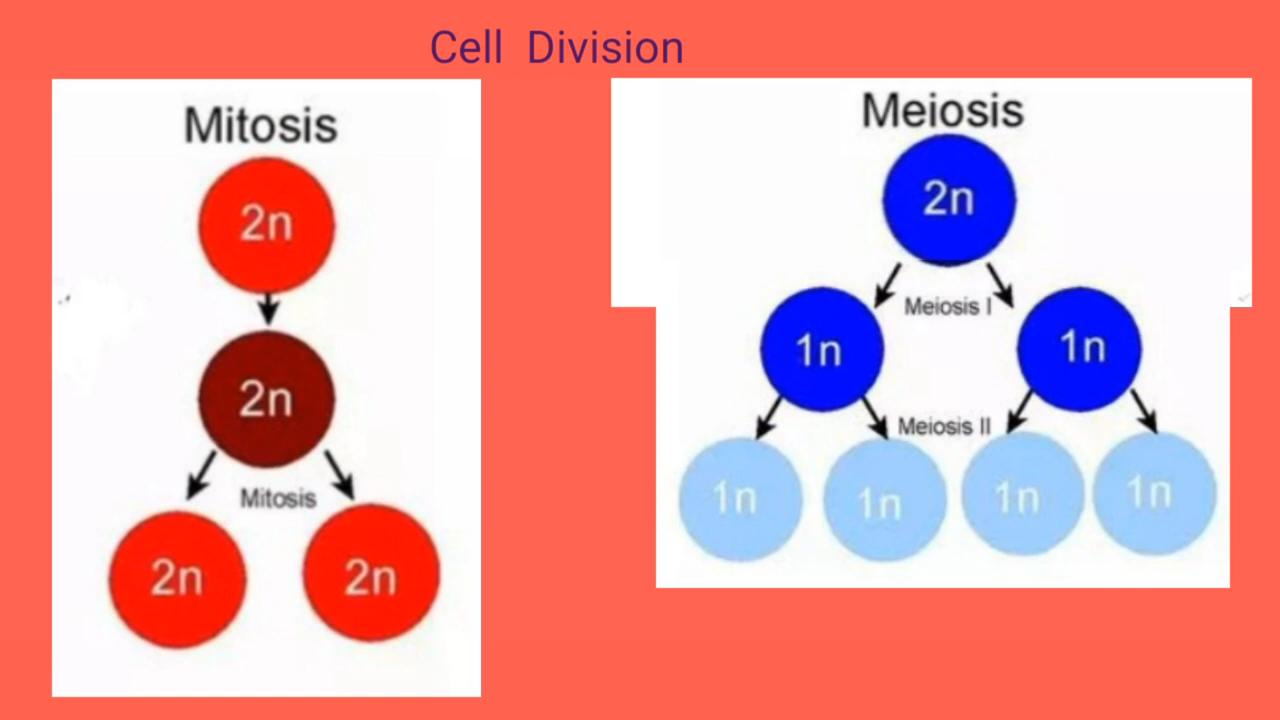 Cell Division
Mitosis
2n
2n
Mitosis
2n 2n
Meiosis
2n
Meiosis I
1n 1n
Meiosis II
1n 1n 1n 1n